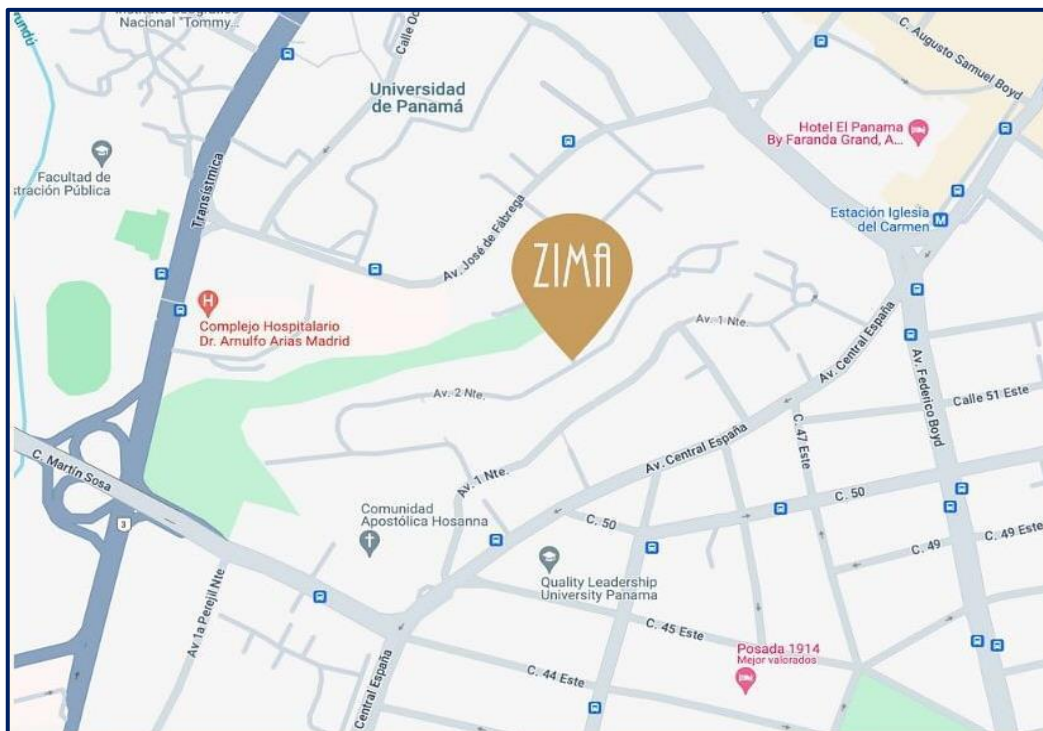 Nacional "Tommy...
Calle Oc
C. Augusto Samuel Boyd
Universidad
de Panamá
Hotel El Panama
By Faranda Grand, A...
Facultad de
stración Pública
Transístmica
Estación Iglesia
del Carmen
M
Av. José de Fábrega
ZIMA
H
Complejo Hospitalario
Dr. Arnulfo Arias Madrid
Av. 1 Nte.
Av. Central España
Av. Federico Boyd
Av. 2 Nte.
Calle 51 Este
C. 47 Este
Av. Central España
C. Martín Sosa
Av. 1 Nte.
C. 50
3
Comunidad
Apostólica Hosanna
C. 50
C. 49
C. 49 Este
Quality Leadership
University Panama
Av 1a Perejil Nte
C. 45 Este
Posada 1914
Mejor valorados
C. 44 Este
Central España